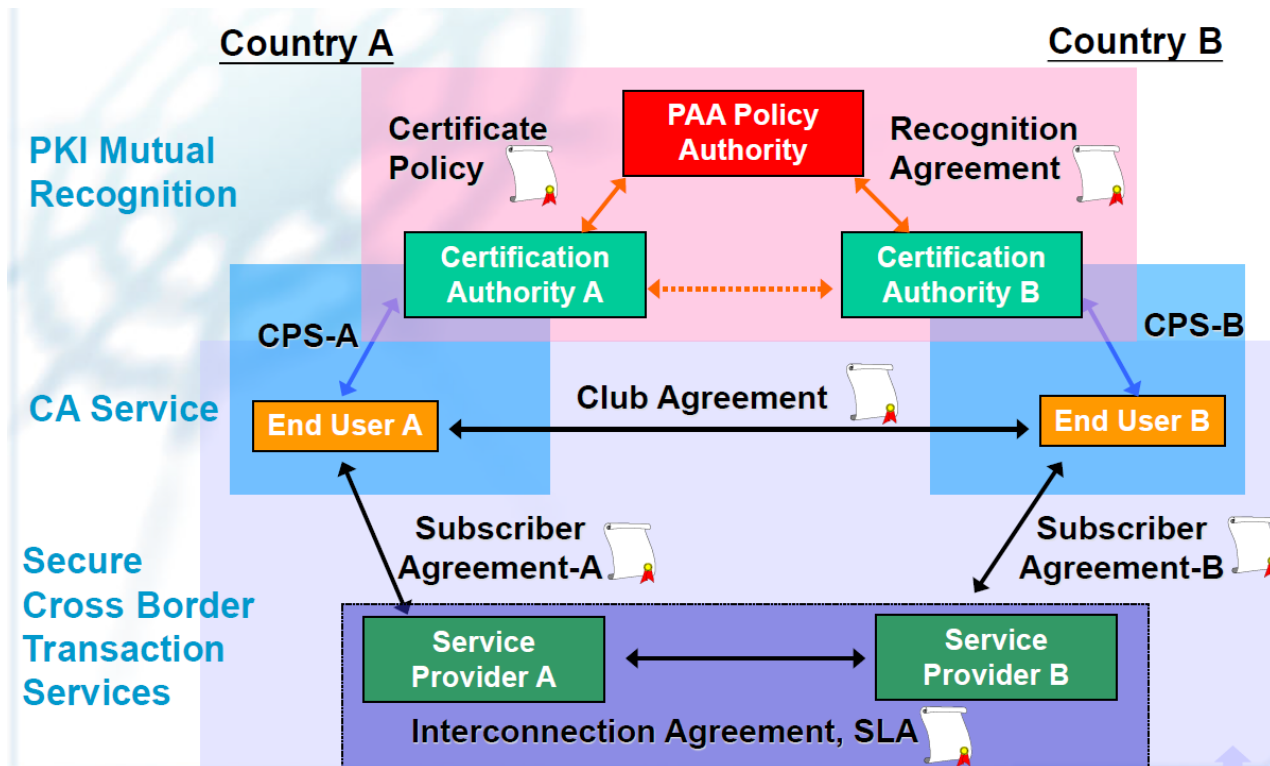 Country A
Country B
PKI Mutual
Recognition
Certificate
Policy
PAA Policy
Authority
Recognition
Agreement
Certification
Authority A
Certification
Authority B
CPS-A
CPS-B
CA Service
Club Agreement
End User A
End User B
Secure
Cross Border
Transaction
Services
Subscriber
Agreement-A
Subscriber
Agreement-B
Service
Provider A
Service
Provider B
Interconnection Agreement, SLA